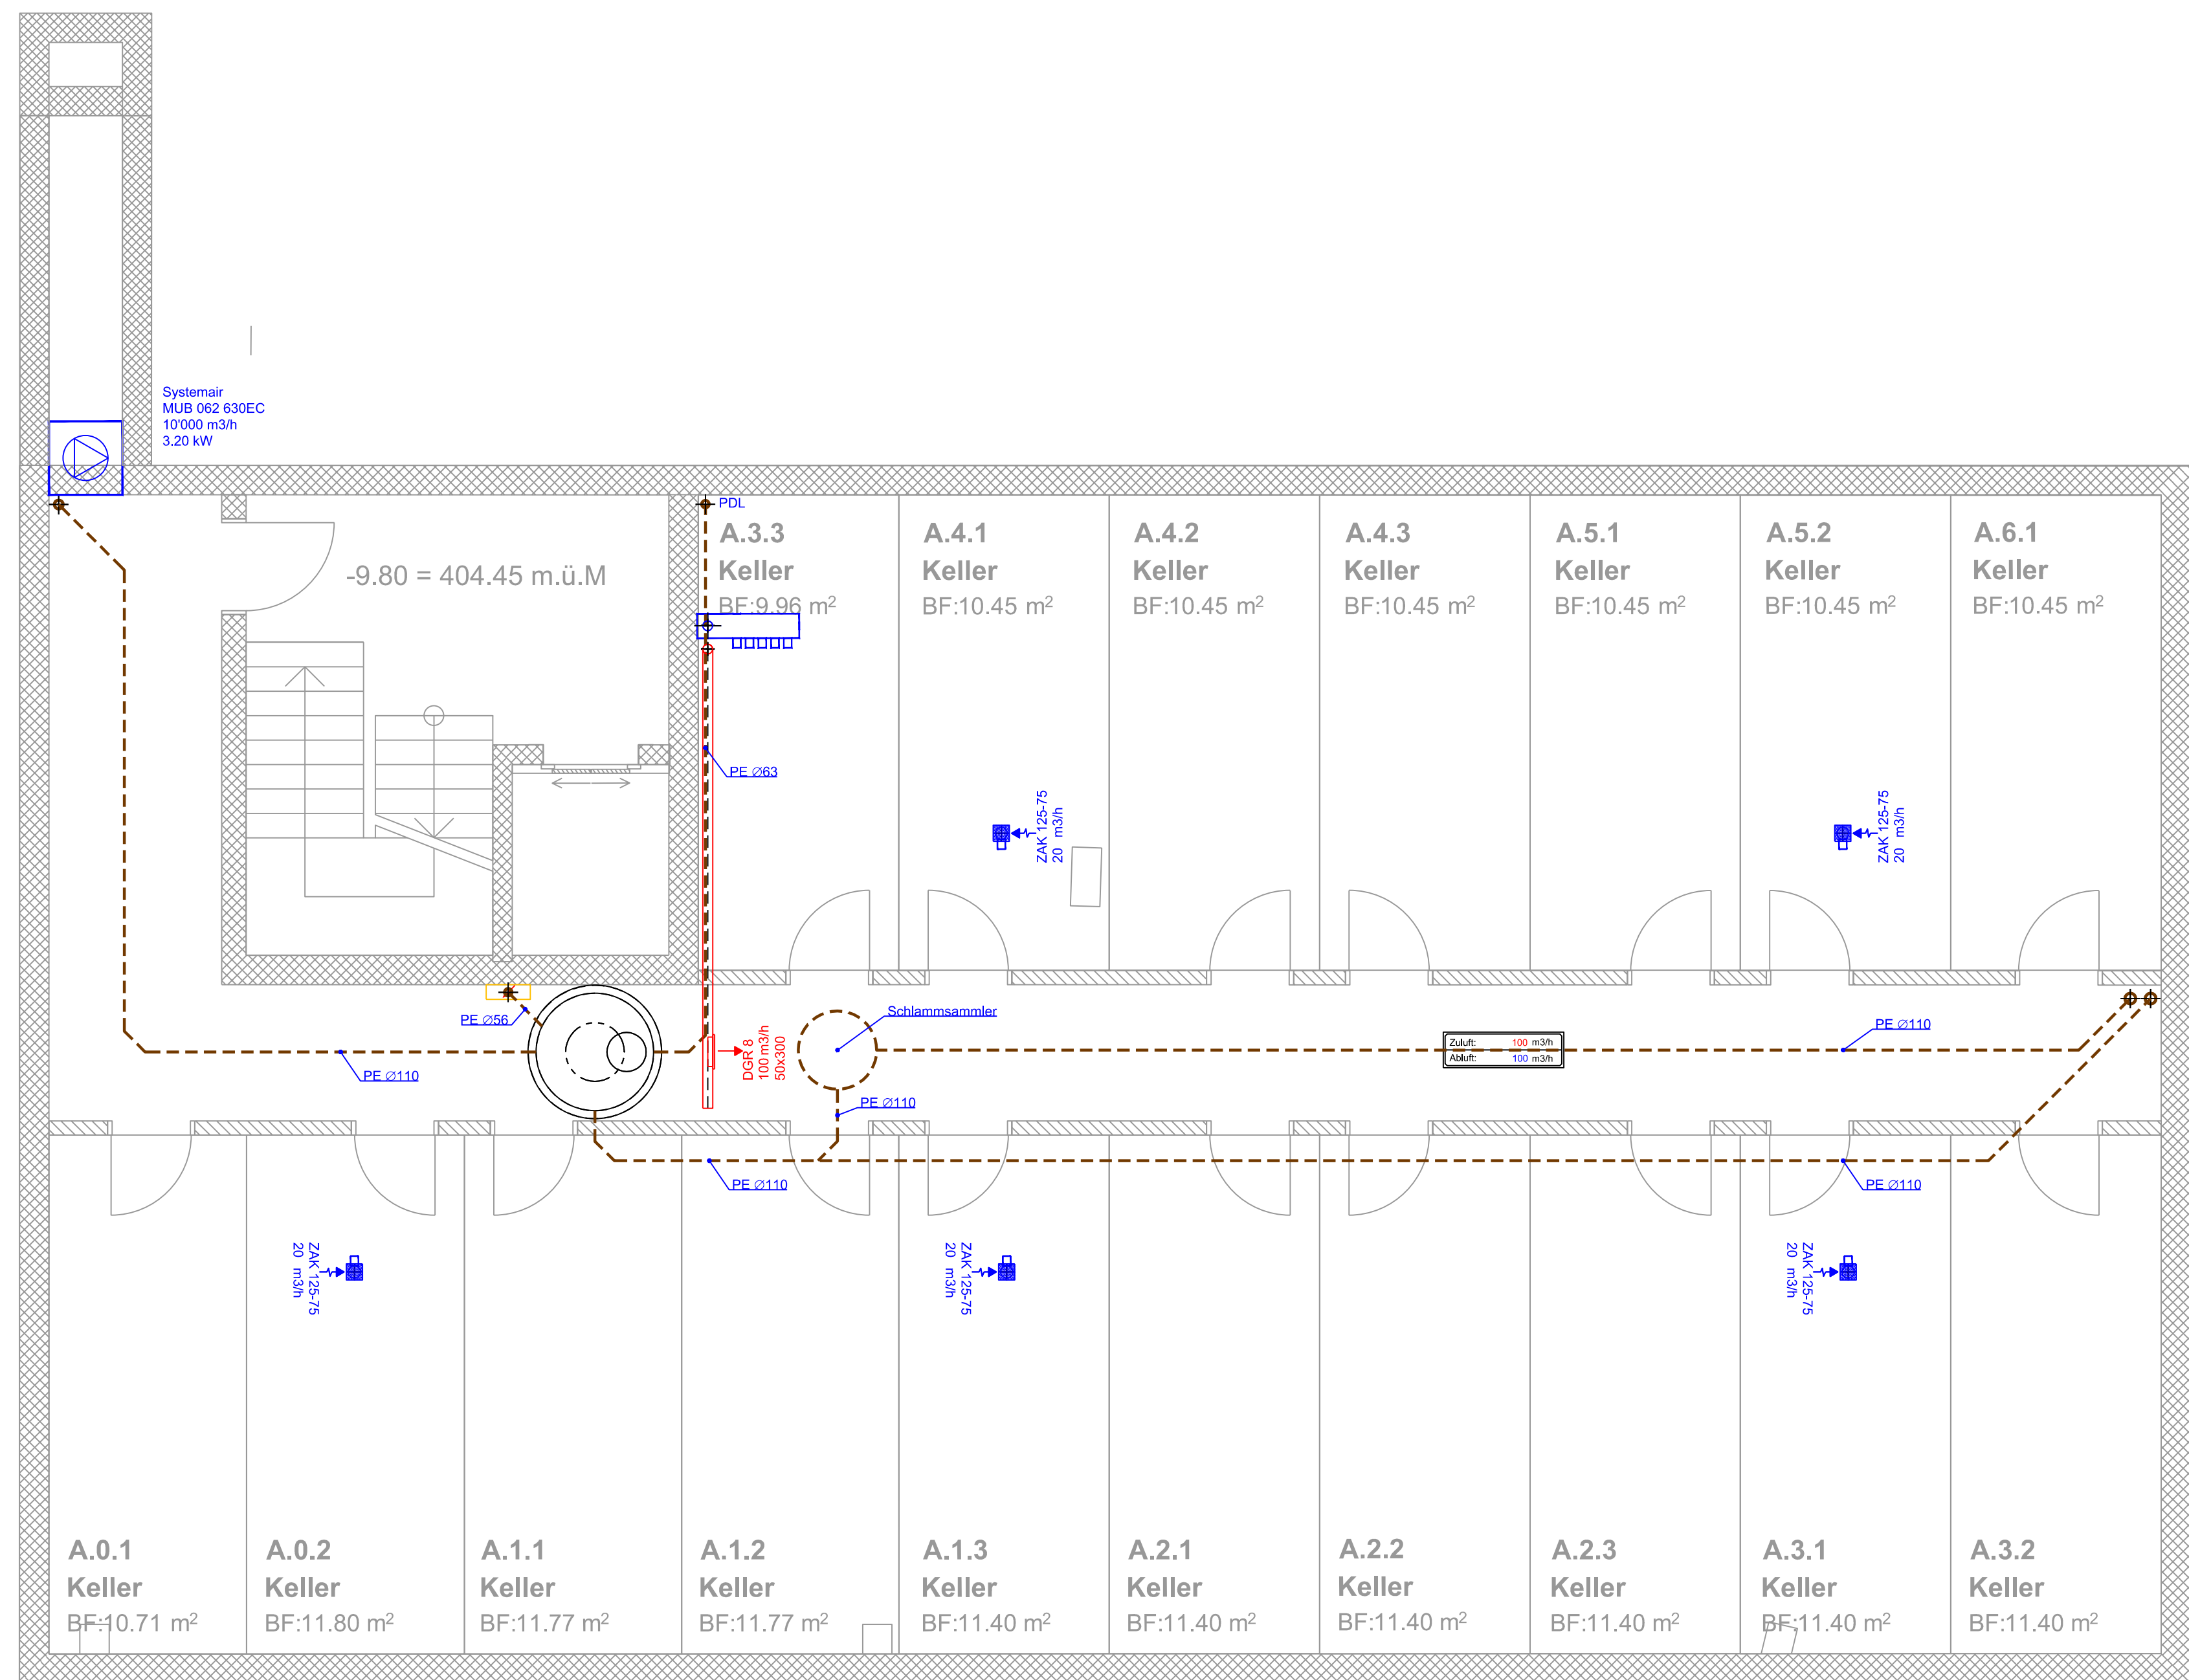 Systemair
MUB 062 630EC
10'000 m3/h
3.20 kW
-9.80 = 404.45 m.ü.M
PDL
A.3.3
Keller
BF:9.96 m²
A.4.1
Keller
BF:10.45 m²
A.4.2
Keller
BF:10.45 m²
A.4.3
Keller
BF:10.45 m²
A.5.1
Keller
BF:10.45 m²
A.5.2
Keller
BF:10.45 m²
A.6.1
Keller
BF:10.45 m²
PE ∅63
ZAK 125-75
20 m3/h
ZAK 125-75
20 m3/h
PE ∅56
PE ∅110
DGR 8
100 m3/h
50x300
Schlammsammler
PE ∅110
Zuluft: 100 m3/h
Abluft: 100 m3/h
PE ∅110
PE ∅110
PE ∅110
ZAK 125-75
20 m3/h
ZAK 125-75
20 m3/h
ZAK 125-75
20 m3/h
A.0.1
Keller
BF:10.71 m²
A.0.2
Keller
BF:11.80 m²
A.1.1
Keller
BF:11.77 m²
A.1.2
Keller
BF:11.77 m²
A.1.3
Keller
BF:11.40 m²
A.2.1
Keller
BF:11.40 m²
A.2.2
Keller
BF:11.40 m²
A.2.3
Keller
BF:11.40 m²
A.3.1
Keller
BF:11.40 m²
A.3.2
Keller
BF:11.40 m²